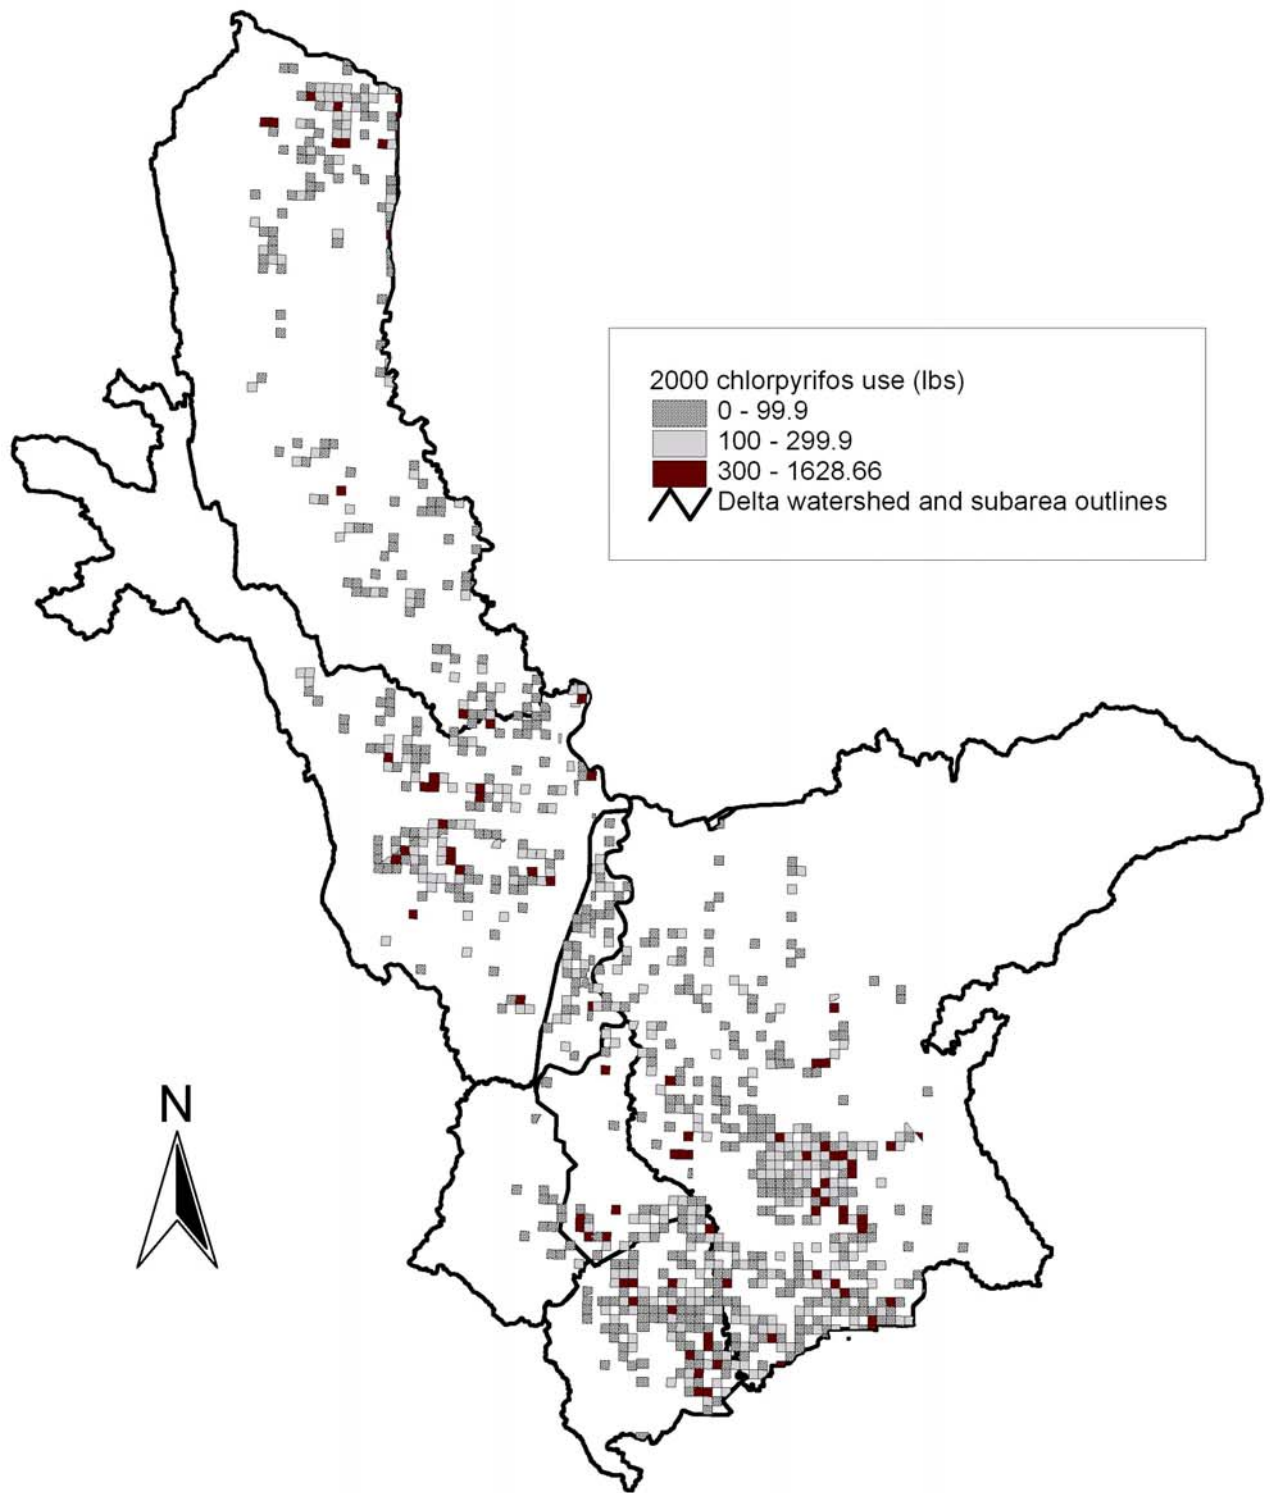 2000 chlorpyrifos use (lbs)
0 - 99.9
100 - 299.9
300 - 1628.66
Delta watershed and subarea outlines
N